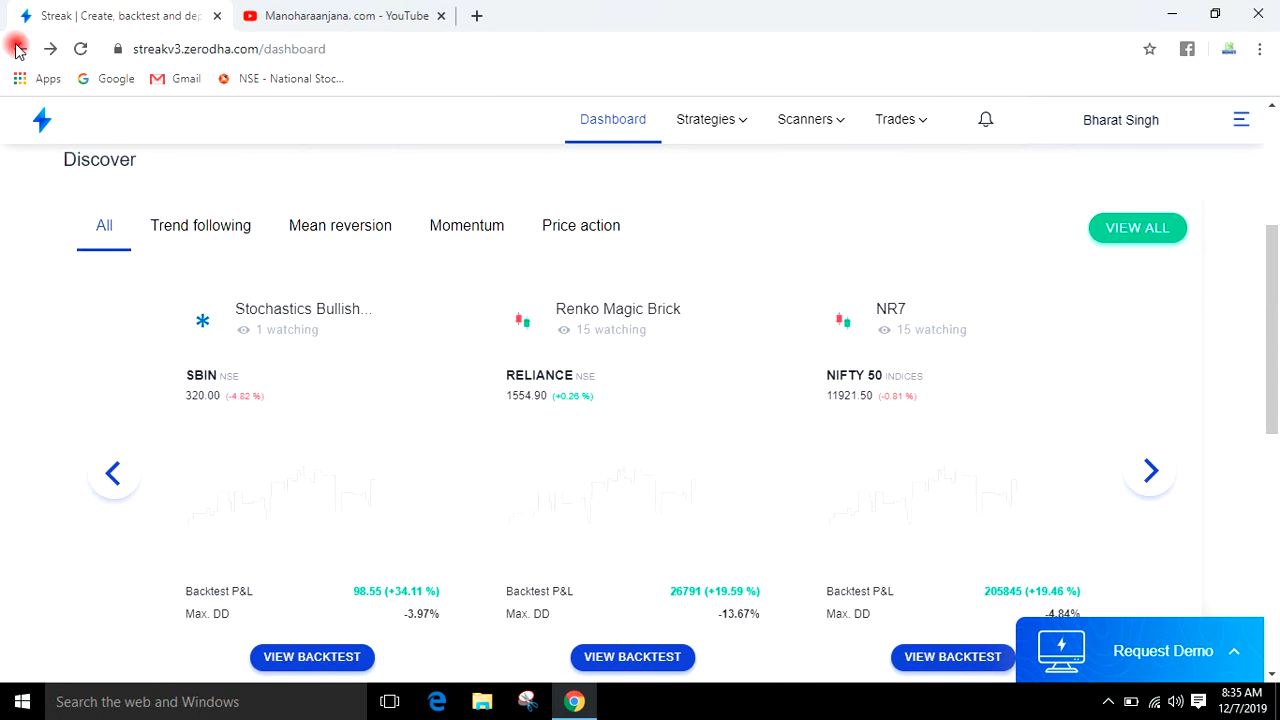 Streak | Create, backtest and dep
Manoharaanjana. com - YouTube
streakv3.zerodha.com/dashboard
Apps Google Gmail NSE - National Stoc...
Dashboard Strategies Scanners Trades Bharat Singh
Discover
All Trend following Mean reversion Momentum Price action VIEW ALL
Stochastics Bullish... Renko Magic Brick NR7
1 watching 15 watching 15 watching
SBIN NSE RELIANCE NSE NIFTY 50 INDICES
320.00 (-4.82 %) 1554.90 (+0.26 %) 11921.50 (-0.81 %)
Backtest P&L 98.55 (+34.11 %) Backtest P&L 26791 (+19.59 %) Backtest P&L 205845 (+19.46 %)
Max. DD -3.97% Max. DD -13.67% Max. DD -4.84%
VIEW BACKTEST VIEW BACKTEST VIEW BACKTEST
Request Demo
Search the web and Windows
8:35 AM
12/7/2019